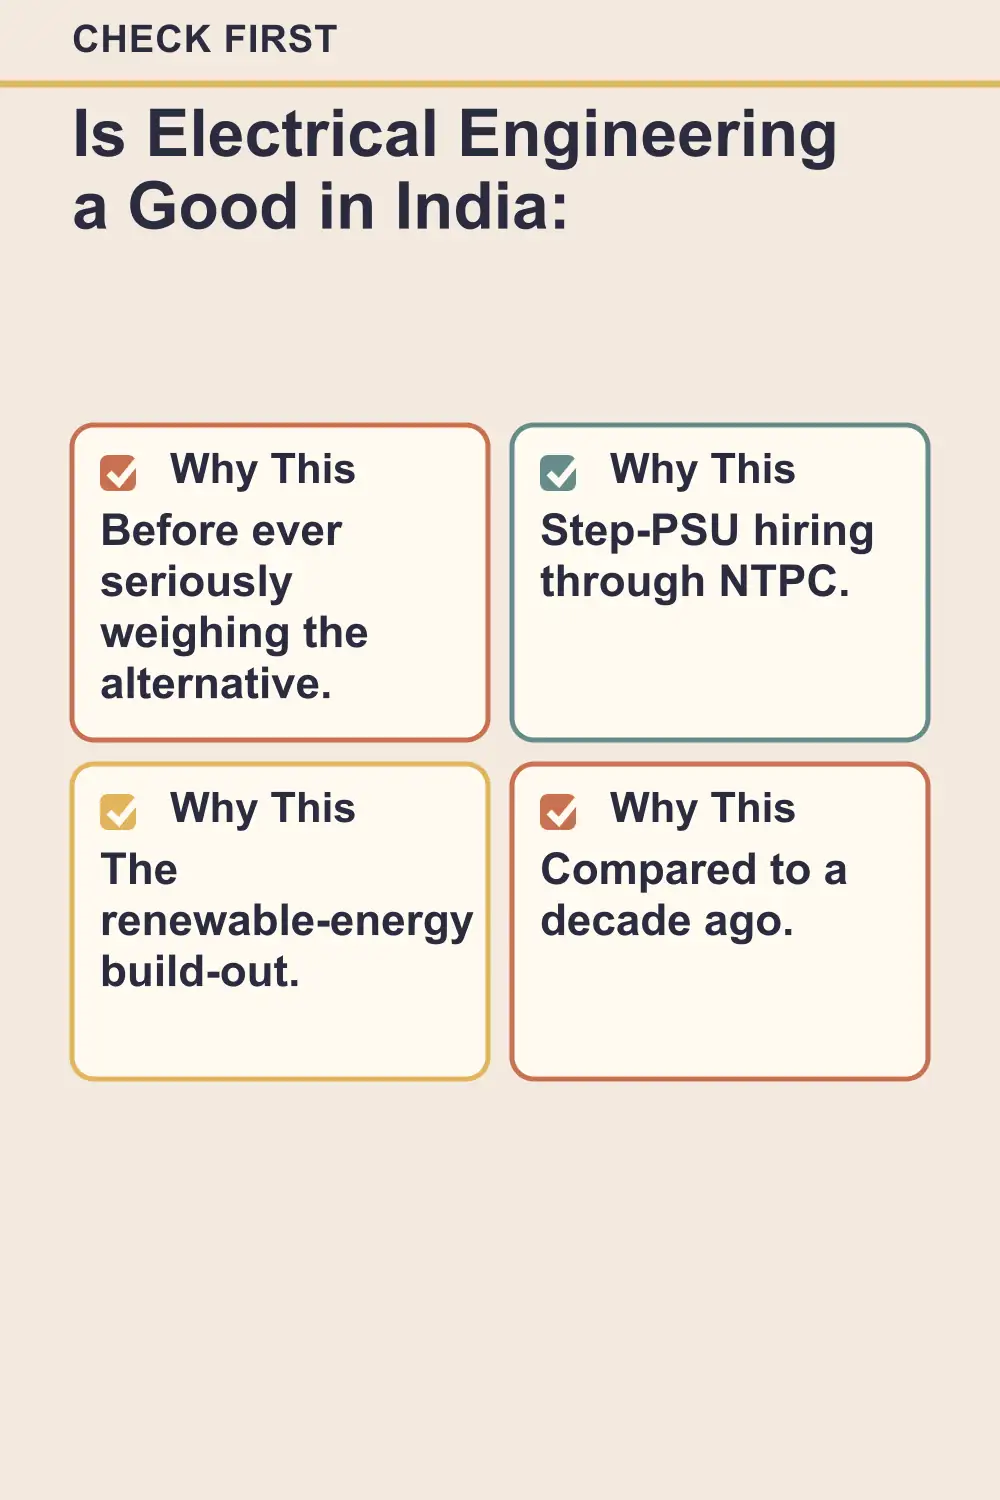 CHECK FIRST
Is Electrical Engineering
a Good in India:
Why This
Before ever
seriously
weighing the
alternative.
Why This
Step-PSU hiring
through NTPC.
Why This
The
renewable-energy
build-out.
Why This
Compared to a
decade ago.